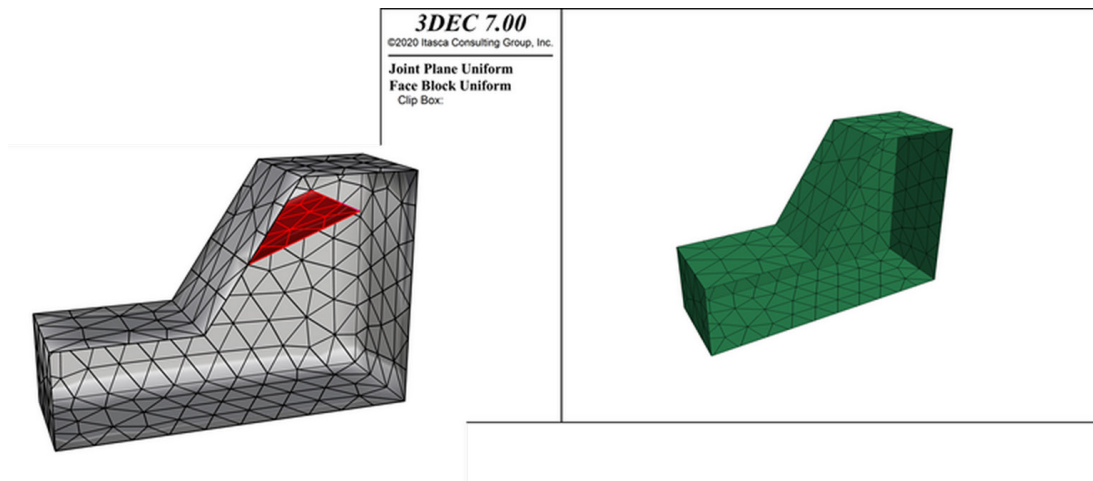 3DEC 7.00
©2020 Itasca Consulting Group, Inc.
Joint Plane Uniform
Face Block Uniform
Clip Box: